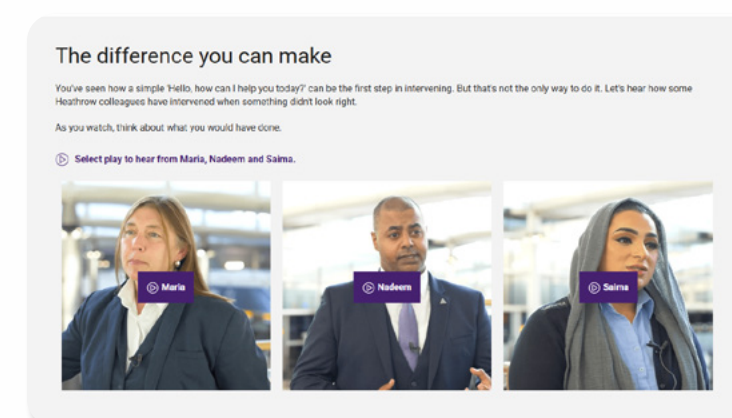 The difference you can make
You've seen how a simple 'Hello, how can I help you today?' can be the first step in intervening. But that's not the only way to do it. Let's hear how some
Heathrow colleagues have intervened when something didn't look right.
As you watch, think about what you would have done.
Select play to hear from Maria, Nadeem and Saima.
Maria
Nadeem
Saima